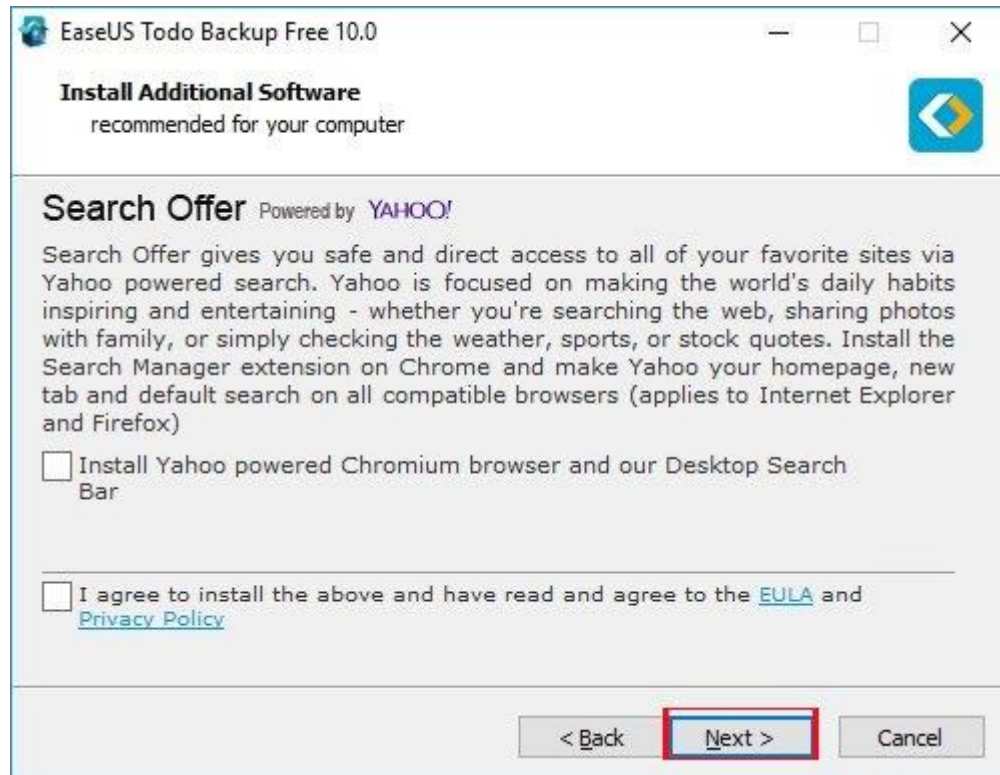 EaseUS Todo Backup Free 10.0
Install Additional Software
recommended for your computer
Search Offer Powered by YAHOO!
Search Offer gives you safe and direct access to all of your favorite sites via
Yahoo powered search. Yahoo is focused on making the world's daily habits
inspiring and entertaining - whether you're searching the web, sharing photos
with family, or simply checking the weather, sports, or stock quotes. Install the
Search Manager extension on Chrome and make Yahoo your homepage, new
tab and default search on all compatible browsers (applies to Internet Explorer
and Firefox)
Install Yahoo powered Chromium browser and our Desktop Search
Bar
I agree to install the above and have read and agree to the EULA and
Privacy Policy
< Back Next > Cancel